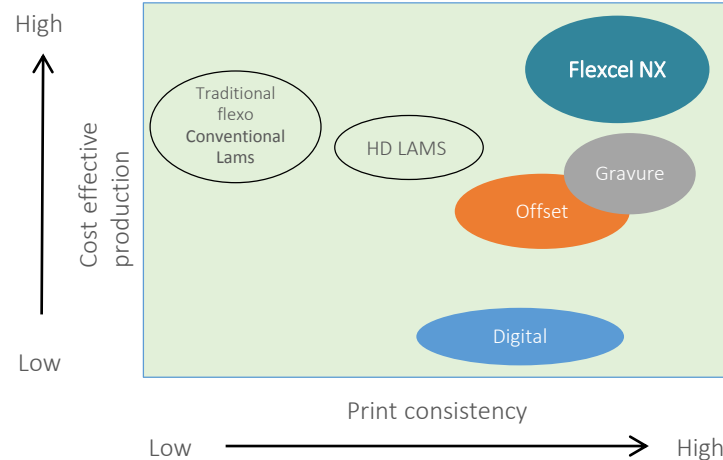 High
Flexcel NX
Traditional
flexo
Conventional
Lams
HD LAMS
Gravure
Cost effective
production
Offset
Digital
Low
Print consistency
Low
High